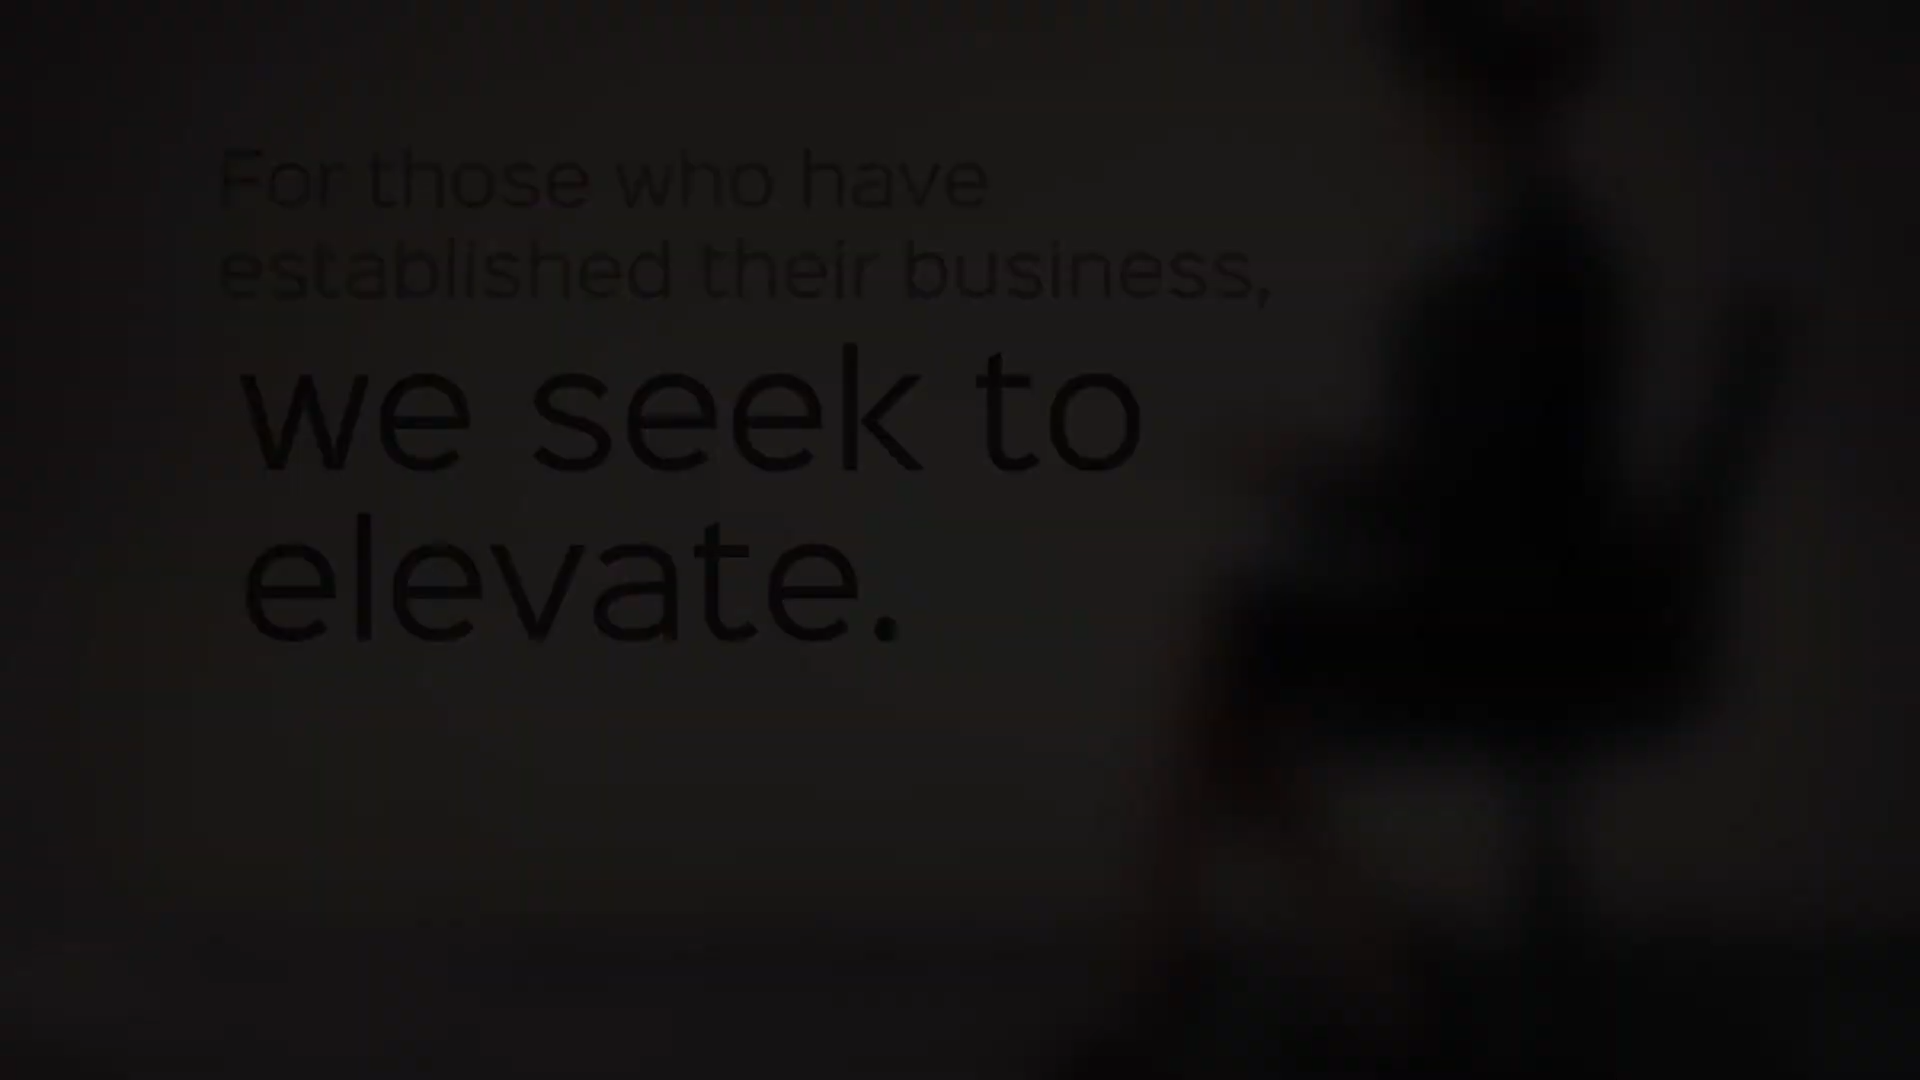 For those who have
established their business,
we seek to
elevate.